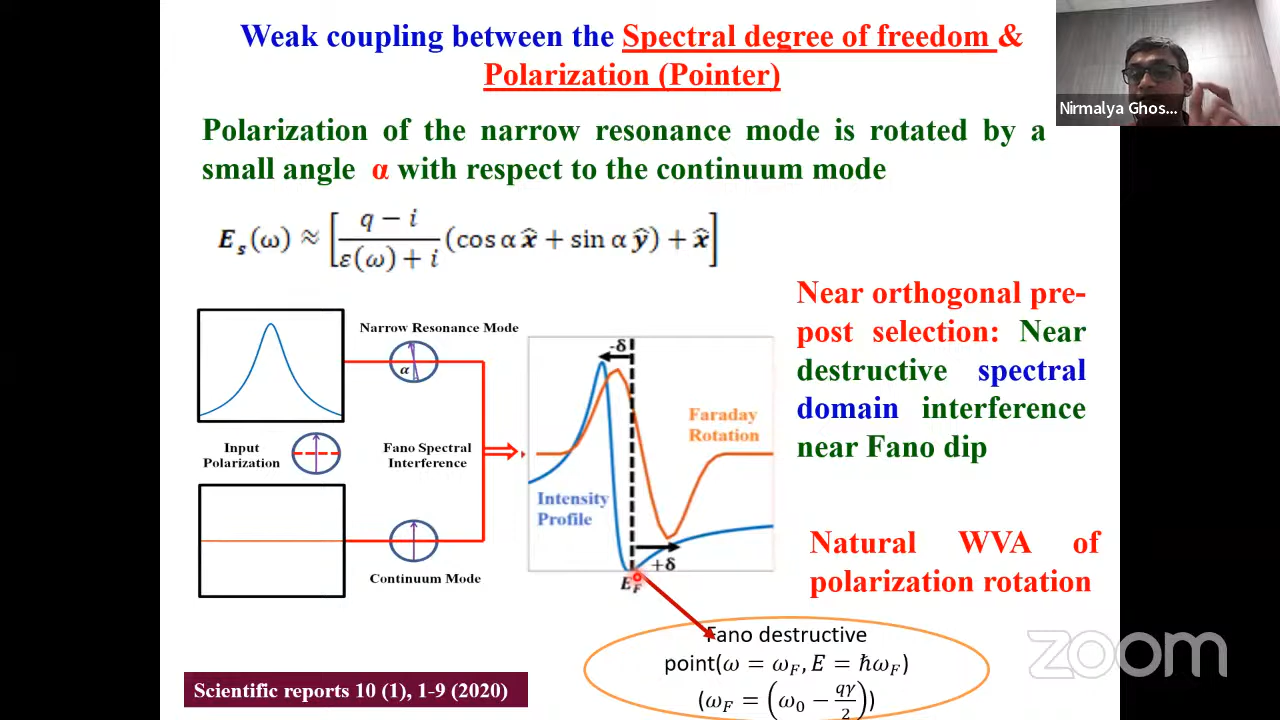 Weak coupling between the Spectral degree of freedom &
Polarization (Pointer)
Nirmalya Ghos...
Polarization of the narrow resonance mode is rotated by a
small angle α with respect to the continuum mode
E_s(ω) ≈ [ (q − i)/(ε(ω) + i) (cos α x̂ + sin α ŷ) + x̂ ]
Narrow Resonance Mode
α
Input
Polarization
Fano Spectral
Interference
Continuum Mode
-δ
Faraday
Rotation
Intensity
Profile
+δ
E_F
Near orthogonal pre-
post selection: Near
destructive spectral
domain interference
near Fano dip
Natural WVA of
polarization rotation
Fano destructive
point(ω = ω_F, E = ħω_F)
(ω_F = (ω_0 − qγ/2))
Scientific reports 10 (1), 1-9 (2020)
zoom